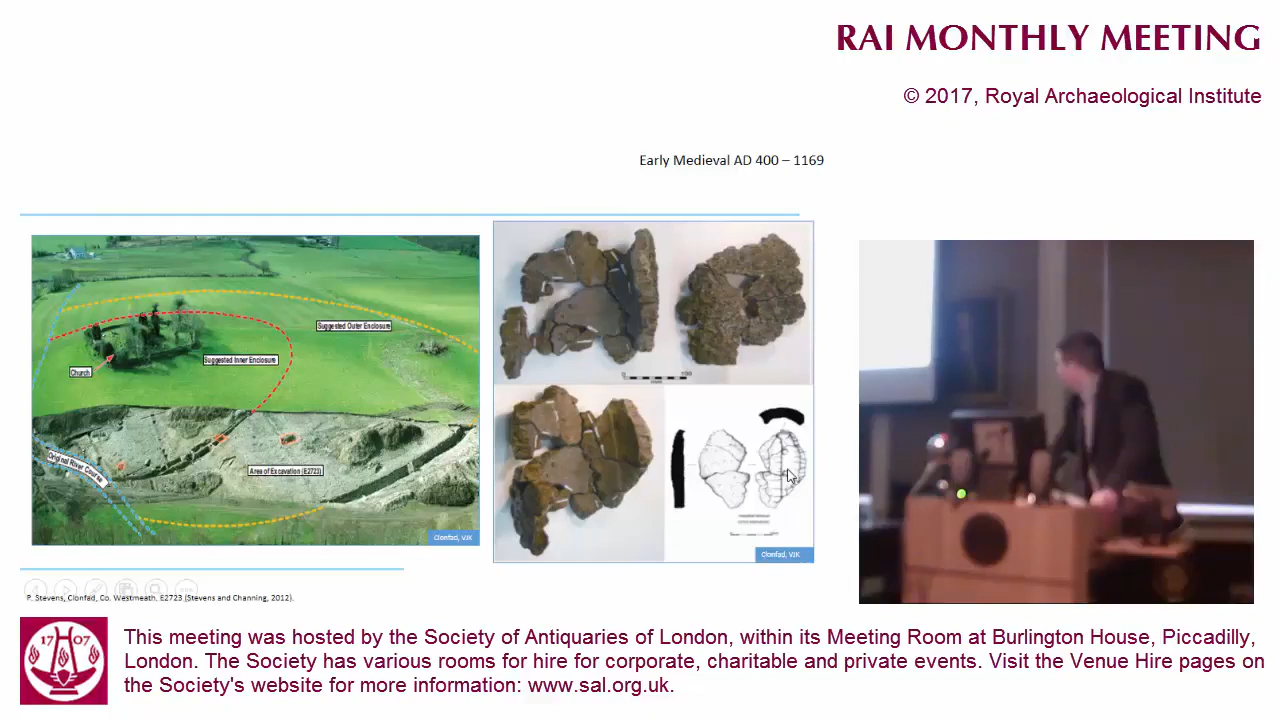 RAI MONTHLY MEETING
© 2017, Royal Archaeological Institute
Early Medieval AD 400 – 1169
Suggested Outer Enclosure
Suggested Inner Enclosure
Church
Original River Course
Area of Excavation (E2723)
Clonfad, VJK
Clonfad, VJK
P. Stevens, Clonfad, Co. Westmeath, E2723 (Stevens and Channing, 2012).
1707
This meeting was hosted by the Society of Antiquaries of London, within its Meeting Room at Burlington House, Piccadilly,
London. The Society has various rooms for hire for corporate, charitable and private events. Visit the Venue Hire pages on
the Society's website for more information: www.sal.org.uk.